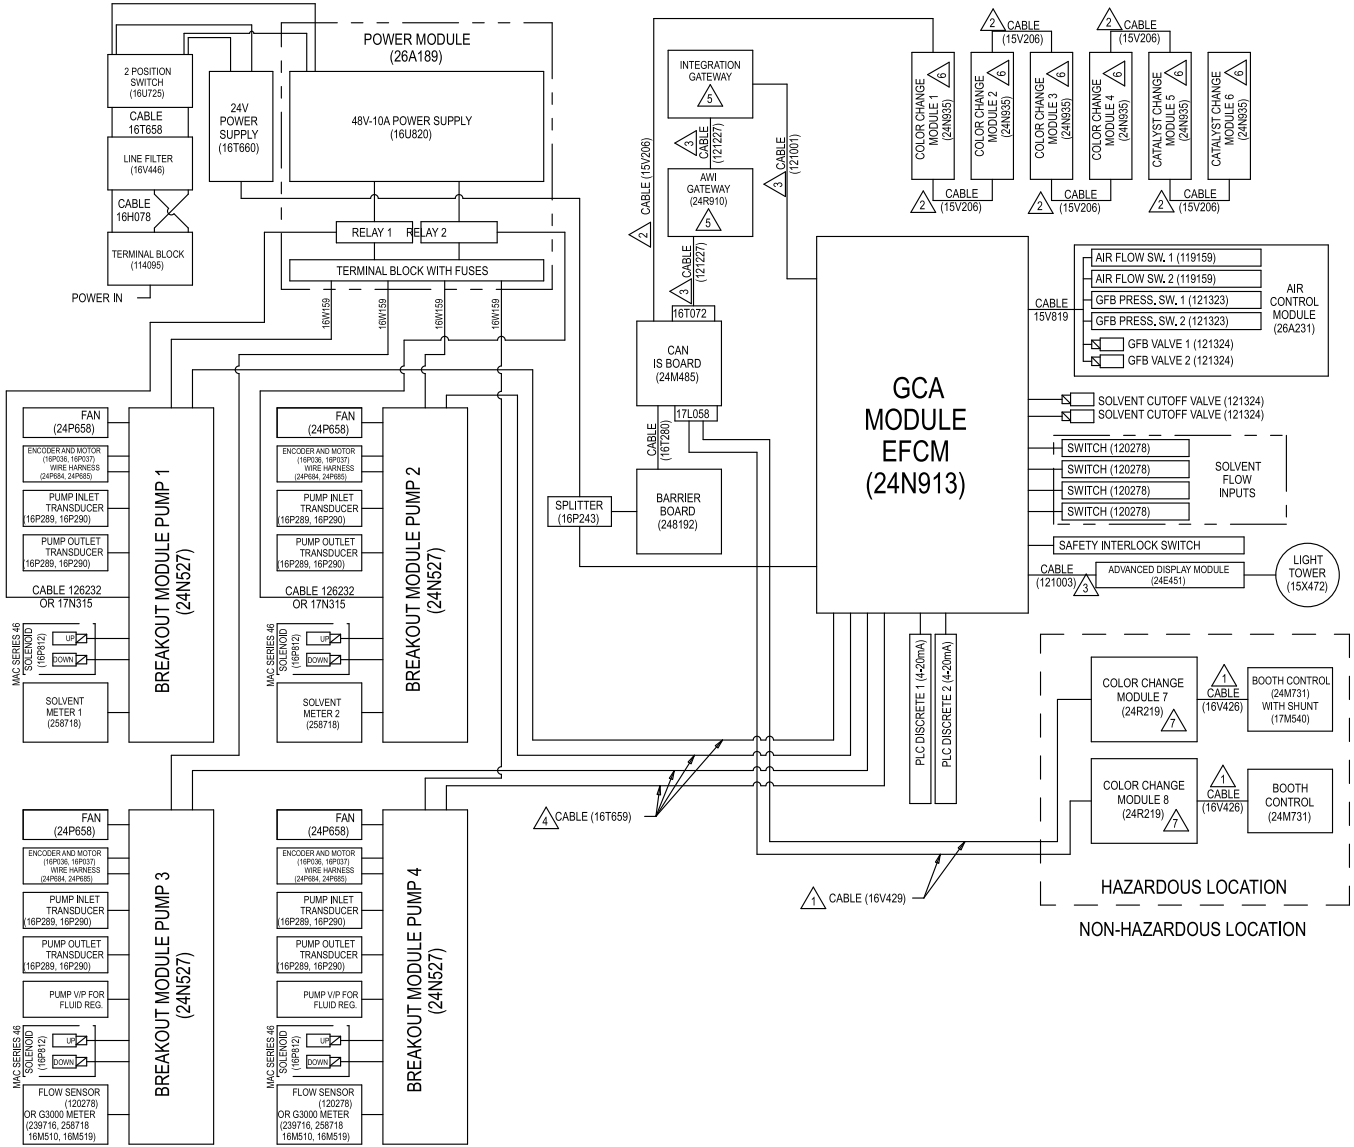 2 POSITION
SWITCH
(16U725)
CABLE
16T658
LINE FILTER
(16V446)
CABLE
16H078
TERMINAL BLOCK
(114095)
POWER IN
24V
POWER
SUPPLY
(16T660)
POWER MODULE
(26A189)
48V-10A POWER SUPPLY
(16U820)
RELAY 1
RELAY 2
TERMINAL BLOCK WITH FUSES
16W159
16W159
16W159
16W159
INTEGRATION
GATEWAY
5
3
CABLE
(121227)
AWI
GATEWAY
(24R910)
5
3
CABLE
(121227)
3
CABLE
(121001)
2
CABLE (15V206)
16T072
CAN
IS BOARD
(24M485)
17L058
CABLE
(16T280)
BARRIER
BOARD
(248192)
SPLITTER
(16P243)
2
CABLE
(15V206)
2
CABLE
(15V206)
COLOR CHANGE
MODULE 1
(24N935)
6
COLOR CHANGE
MODULE 2
(24N935)
6
COLOR CHANGE
MODULE 3
(24N935)
6
COLOR CHANGE
MODULE 4
(24N935)
6
CATALYST CHANGE
MODULE 5
(24N935)
6
CATALYST CHANGE
MODULE 6
(24N935)
6
2
CABLE
(15V206)
2
CABLE
(15V206)
2
CABLE
(15V206)
GCA
MODULE
EFCM
(24N913)
CABLE
15V819
AIR FLOW SW. 1 (119159)
AIR FLOW SW. 2 (119159)
GFB PRESS. SW. 1 (121323)
GFB PRESS. SW. 2 (121323)
GFB VALVE 1 (121324)
GFB VALVE 2 (121324)
AIR
CONTROL
MODULE
(26A231)
SOLVENT CUTOFF VALVE (121324)
SOLVENT CUTOFF VALVE (121324)
SWITCH (120278)
SWITCH (120278)
SWITCH (120278)
SWITCH (120278)
SOLVENT
FLOW
INPUTS
SAFETY INTERLOCK SWITCH
CABLE
(121003)
3
ADVANCED DISPLAY MODULE
(24E451)
LIGHT
TOWER
(15X472)
PLC DISCRETE 1 (4-20mA)
PLC DISCRETE 2 (4-20mA)
COLOR CHANGE
MODULE 7
(24R219)
7
1
CABLE
(16V426)
BOOTH CONTROL
(24M731)
WITH SHUNT
(17M540)
COLOR CHANGE
MODULE 8
(24R219)
7
1
CABLE
(16V426)
BOOTH
CONTROL
(24M731)
HAZARDOUS LOCATION
NON-HAZARDOUS LOCATION
4
CABLE (16T659)
1
CABLE (16V429)
FAN
(24P658)
ENCODER AND MOTOR
(16P036, 16P037)
WIRE HARNESS
(24P684, 24P685)
PUMP INLET
TRANSDUCER
(16P289, 16P290)
PUMP OUTLET
TRANSDUCER
(16P289, 16P290)
CABLE 126232
OR 17N315
MAC SERIES 46
SOLENOID
(16P812)
UP
DOWN
SOLVENT
METER 1
(258718)
BREAKOUT MODULE PUMP 1
(24N527)
FAN
(24P658)
ENCODER AND MOTOR
(16P036, 16P037)
WIRE HARNESS
(24P684, 24P685)
PUMP INLET
TRANSDUCER
(16P289, 16P290)
PUMP OUTLET
TRANSDUCER
(16P289, 16P290)
CABLE 126232
OR 17N315
MAC SERIES 46
SOLENOID
(16P812)
UP
DOWN
SOLVENT
METER 2
(258718)
BREAKOUT MODULE PUMP 2
(24N527)
FAN
(24P658)
ENCODER AND MOTOR
(16P036, 16P037)
WIRE HARNESS
(24P684, 24P685)
PUMP INLET
TRANSDUCER
(16P289, 16P290)
PUMP OUTLET
TRANSDUCER
(16P289, 16P290)
PUMP V/P FOR
FLUID REG.
MAC SERIES 46
SOLENOID
(16P812)
UP
DOWN
FLOW SENSOR
(120278)
OR G3000 METER
(239716, 258718
16M510, 16M519)
BREAKOUT MODULE PUMP 3
(24N527)
FAN
(24P658)
ENCODER AND MOTOR
(16P036, 16P037)
WIRE HARNESS
(24P684, 24P685)
PUMP INLET
TRANSDUCER
(16P289, 16P290)
PUMP OUTLET
TRANSDUCER
(16P289, 16P290)
PUMP V/P FOR
FLUID REG.
MAC SERIES 46
SOLENOID
(16P812)
UP
DOWN
FLOW SENSOR
(120278)
OR G3000 METER
(239716, 258718
16M510, 16M519)
BREAKOUT MODULE PUMP 4
(24N527)